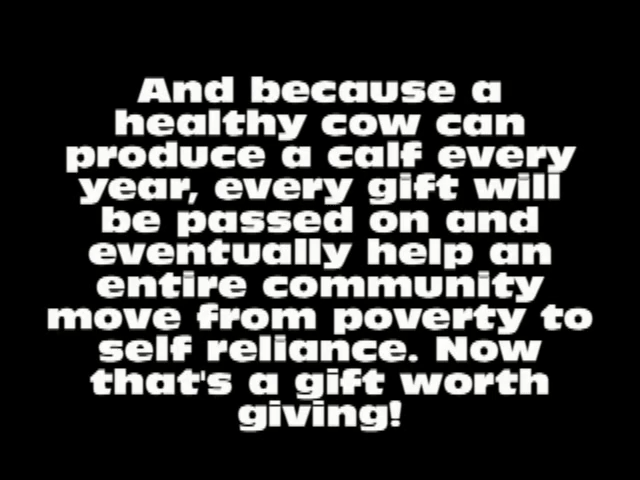 And because a
healthy cow can
produce a calf every
year, every gift will
be passed on and
eventually help an
entire community
move from poverty to
self reliance. Now
that's a gift worth
giving!